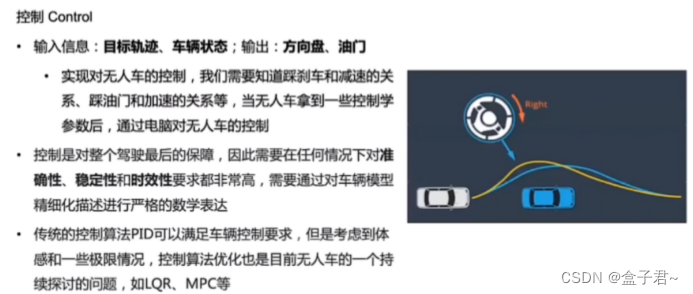 控制 Control
• 输入信息：目标轨迹、车辆状态；输出：方向盘、油门
• 实现对无人车的控制，我们需要知道踩刹车和减速的关
系、踩油门和加速的关系等，当无人车拿到一些控制学
参数后，通过电脑对无人车的控制
• 控制是对整个驾驶最后的保障，因此需要在任何情况下对准
确性、稳定性和时效性要求都非常高，需要通过对车辆模型
精细化描述进行严格的数学表达
• 传统的控制算法PID可以满足车辆控制要求，但是考虑到体
感和一些极限情况，控制算法优化也是目前无人车的一个持
续探讨的问题，如LQR、MPC等
Right
CSDN @盒子君~